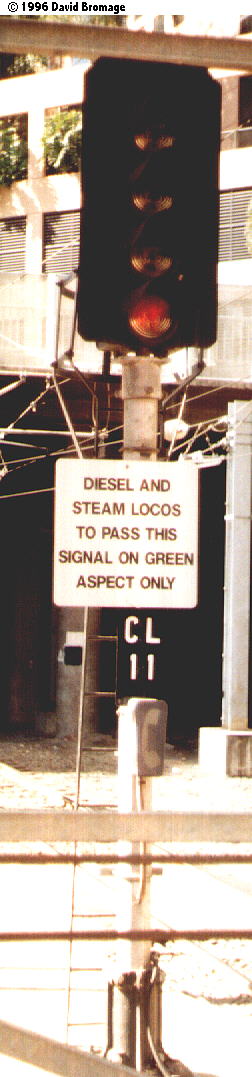 © 1996 David Bromage
DIESEL AND
STEAM LOCOS
TO PASS THIS
SIGNAL ON GREEN
ASPECT ONLY
CL
11
C